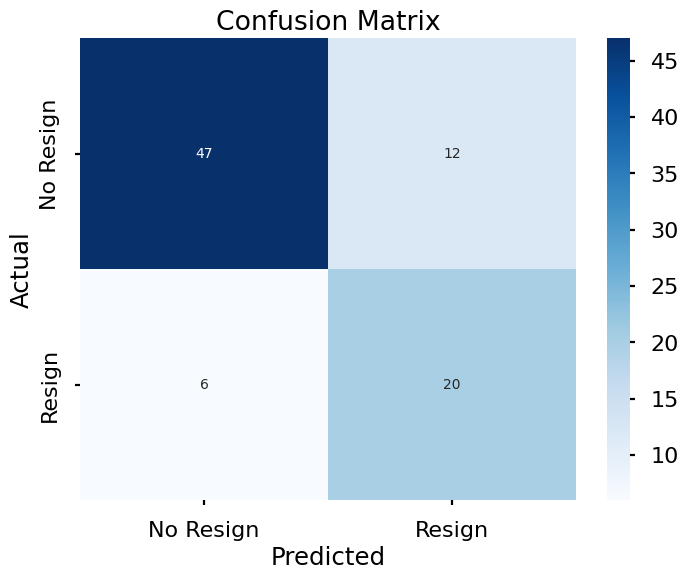 Confusion Matrix
Actual
No Resign
Resign
47
12
6
20
No Resign
Resign
Predicted
45
40
35
30
25
20
15
10